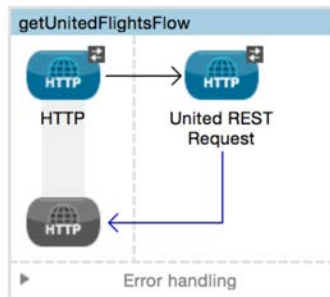 getUnitedFlightsFlow
HTTP
HTTP
HTTP
United REST
Request
HTTP
Error handling